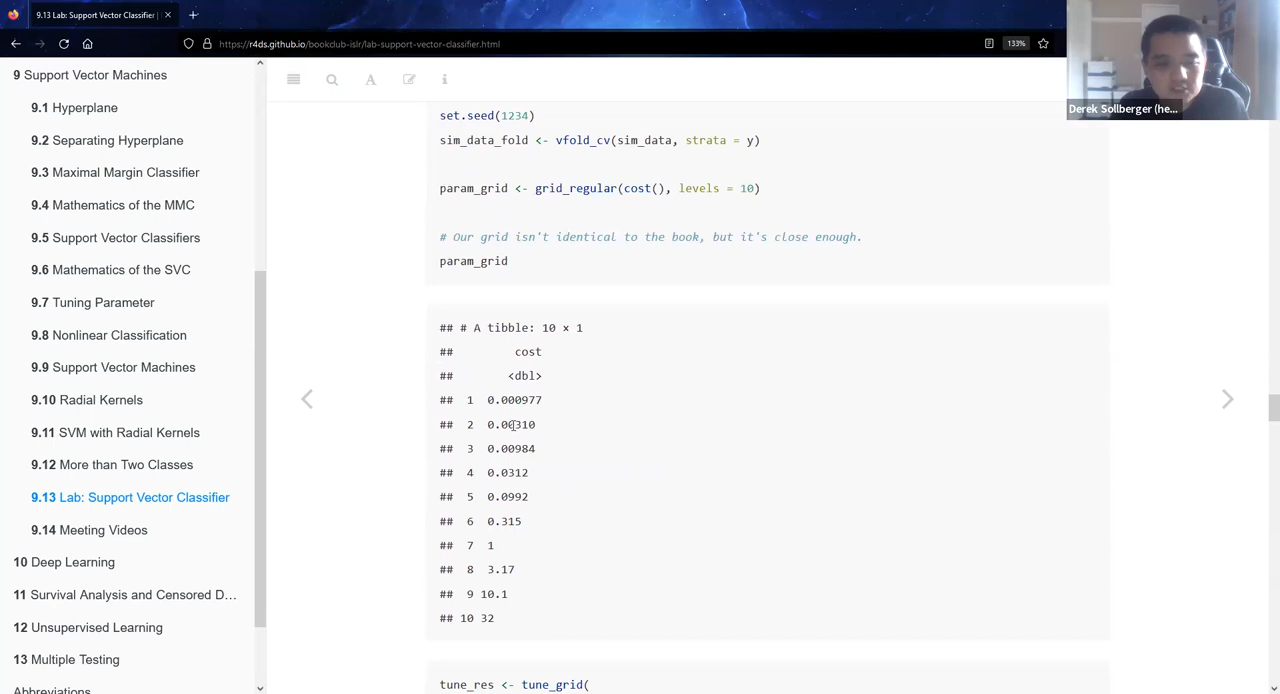 9.13 Lab: Support Vector Classifier |
https://r4ds.github.io/bookclub-islr/lab-support-vector-classifier.html
133%
Derek Sollberger (he...
9 Support Vector Machines
9.1 Hyperplane
9.2 Separating Hyperplane
9.3 Maximal Margin Classifier
9.4 Mathematics of the MMC
9.5 Support Vector Classifiers
9.6 Mathematics of the SVC
9.7 Tuning Parameter
9.8 Nonlinear Classification
9.9 Support Vector Machines
9.10 Radial Kernels
9.11 SVM with Radial Kernels
9.12 More than Two Classes
9.13 Lab: Support Vector Classifier
9.14 Meeting Videos
10 Deep Learning
11 Survival Analysis and Censored D...
12 Unsupervised Learning
13 Multiple Testing
Abbreviations
set.seed(1234)
sim_data_fold <- vfold_cv(sim_data, strata = y)
param_grid <- grid_regular(cost(), levels = 10)
# Our grid isn't identical to the book, but it's close enough.
param_grid
## # A tibble: 10 × 1
## cost
## <dbl>
## 1 0.000977
## 2 0.00310
## 3 0.00984
## 4 0.0312
## 5 0.0992
## 6 0.315
## 7 1
## 8 3.17
## 9 10.1
## 10 32
tune_res <- tune_grid(